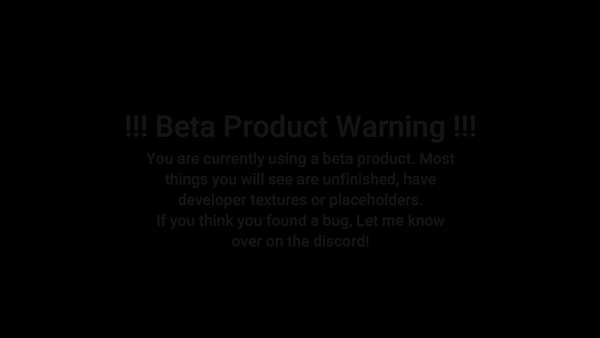 !!! Beta Product Warning !!!
You are currently using a beta product. Most
things you will see are unfinished, have
developer textures or placeholders.
If you think you found a bug, Let me know
over on the discord!